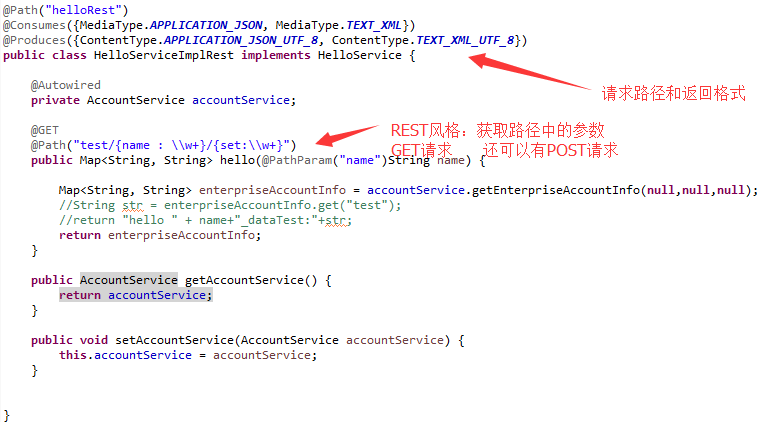 @Path("helloRest")
@Consumes({MediaType.APPLICATION_JSON, MediaType.TEXT_XML})
@Produces({ContentType.APPLICATION_JSON_UTF_8, ContentType.TEXT_XML_UTF_8})
public class HelloServiceImplRest implements HelloService {
请求路径和返回格式
@Autowired
private AccountService accountService;
@GET
@Path("test/{name : \\w+}/{set:\\w+}")
REST风格：获取路径中的参数
GET请求 还可以有POST请求
public Map<String, String> hello(@PathParam("name")String name) {
Map<String, String> enterpriseAccountInfo = accountService.getEnterpriseAccountInfo(null,null,null);
//String str = enterpriseAccountInfo.get("test");
//return "hello " + name+"_dataTest:"+str;
return enterpriseAccountInfo;
}
public AccountService getAccountService() {
return accountService;
}
public void setAccountService(AccountService accountService) {
this.accountService = accountService;
}
}